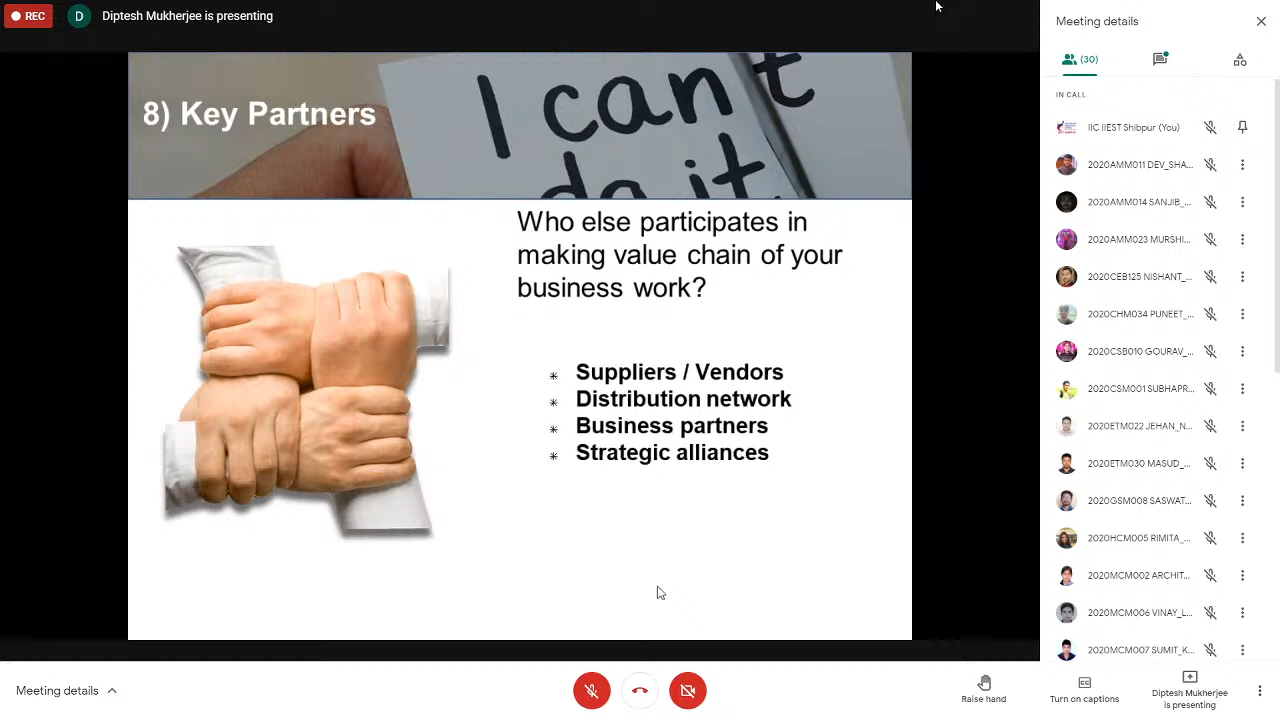 REC
D
Diptesh Mukherjee is presenting
8) Key Partners
I can't
do it
Who else participates in
making value chain of your
business work?
Suppliers / Vendors
Distribution network
Business partners
Strategic alliances
Meeting details
(30)
IN CALL
IIC IIEST Shibpur (You)
2020AMM011 DEV_SHA...
2020AMM014 SANJIB_...
2020AMM023 MURSHI...
2020CEB125 NISHANT_...
2020CHM034 PUNEET_...
2020CSB010 GOURAV_...
2020CSM001 SUBHAPR...
2020ETM022 JEHAN_N...
2020ETM030 MASUD_...
2020GSM008 SASWAT...
2020HCM005 RIMITA_...
2020MCM002 ARCHIT...
2020MCM006 VINAY_L...
2020MCM007 SUMIT_K...
Meeting details
Raise hand
Turn on captions
Diptesh Mukherjee
is presenting